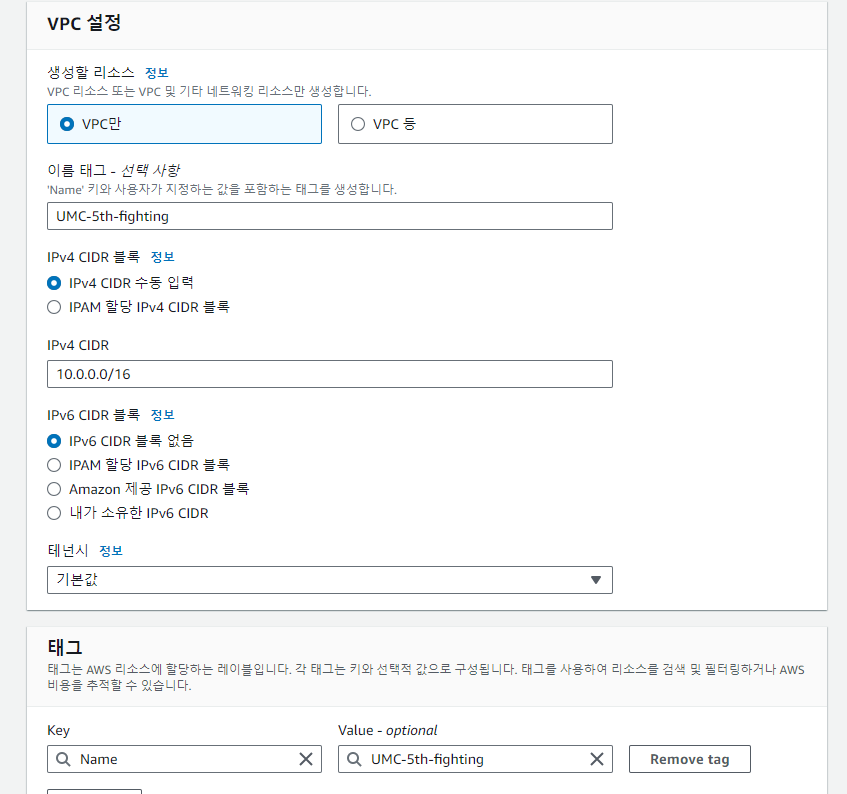 VPC 설정
생성할 리소스 정보
VPC 리소스 또는 VPC 및 기타 네트워킹 리소스만 생성합니다.
VPC만 VPC 등
이름 태그 - 선택 사항
'Name' 키와 사용자가 지정하는 값을 포함하는 태그를 생성합니다.
UMC-5th-fighting
IPv4 CIDR 블록 정보
IPv4 CIDR 수동 입력
IPAM 할당 IPv4 CIDR 블록
IPv4 CIDR
10.0.0.0/16
IPv6 CIDR 블록 정보
IPv6 CIDR 블록 없음
IPAM 할당 IPv6 CIDR 블록
Amazon 제공 IPv6 CIDR 블록
내가 소유한 IPv6 CIDR
테넌시 정보
기본값
태그
태그는 AWS 리소스에 할당하는 레이블입니다. 각 태그는 키와 선택적 값으로 구성됩니다. 태그를 사용하여 리소스를 검색 및 필터링하거나 AWS
비용을 추적할 수 있습니다.
Key Value - optional
Name UMC-5th-fighting Remove tag